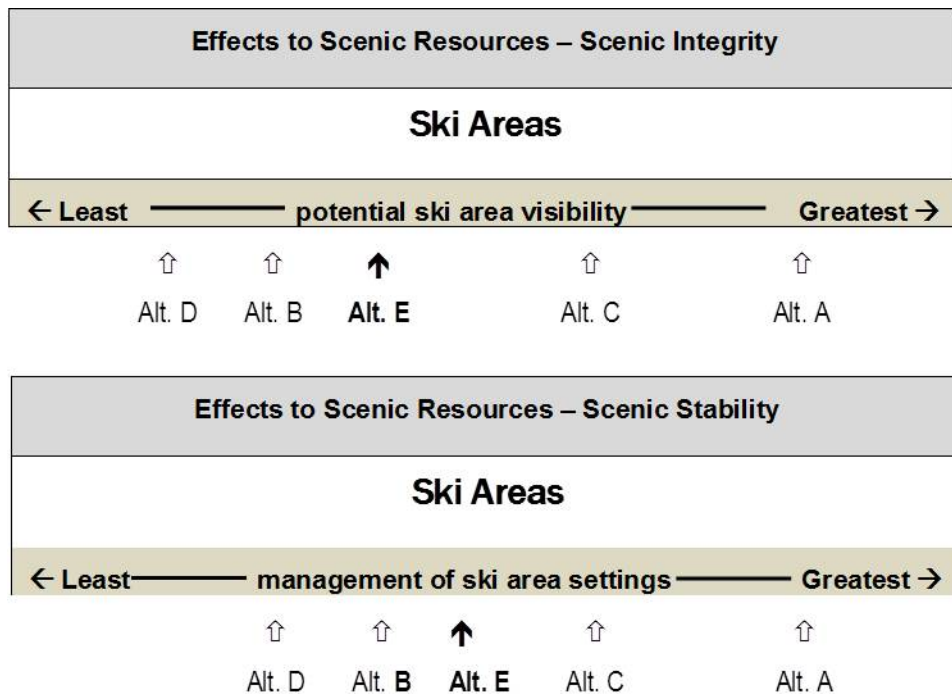 Effects to Scenic Resources – Scenic Integrity
Ski Areas
← Least potential ski area visibility Greatest →
⇧ ⇧ ↑ ⇧ ⇧
Alt. D Alt. B Alt. E Alt. C Alt. A
Effects to Scenic Resources – Scenic Stability
Ski Areas
← Least management of ski area settings Greatest →
⇧ ⇧ ↑ ⇧ ⇧
Alt. D Alt. B Alt. E Alt. C Alt. A